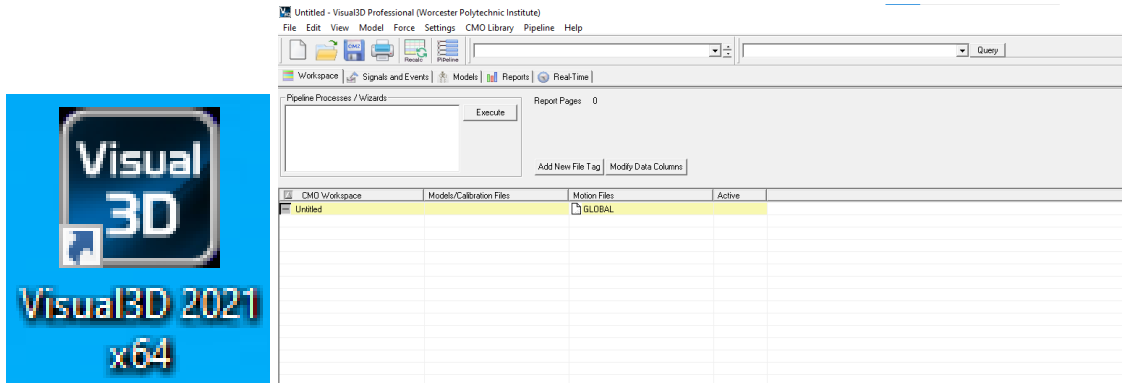 Visual
3D
Visual3D 2021
x64
Untitled - Visual3D Professional (Worcester Polytechnic Institute)
File Edit View Model Force Settings CMO Library Pipeline Help
CMZ
Recalc PiPeline
Query
Workspace Signals and Events Models Reports Real-Time
Pipeline Processes / Wizards
Execute
Report Pages 0
Add New File Tag Modify Data Columns
CMO Workspace Models/Calibration Files Motion Files Active
Untitled GLOBAL